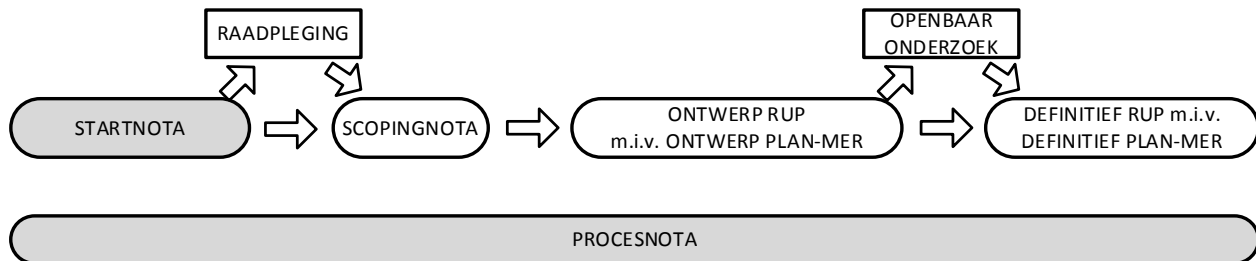 RAADPLEGING
OPENBAAR
ONDERZOEK
STARTNOTA
SCOPINGNOTA
ONTWERP RUP
m.i.v. ONTWERP PLAN-MER
DEFINITIEF RUP m.i.v.
DEFINITIEF PLAN-MER
PROCESNOTA